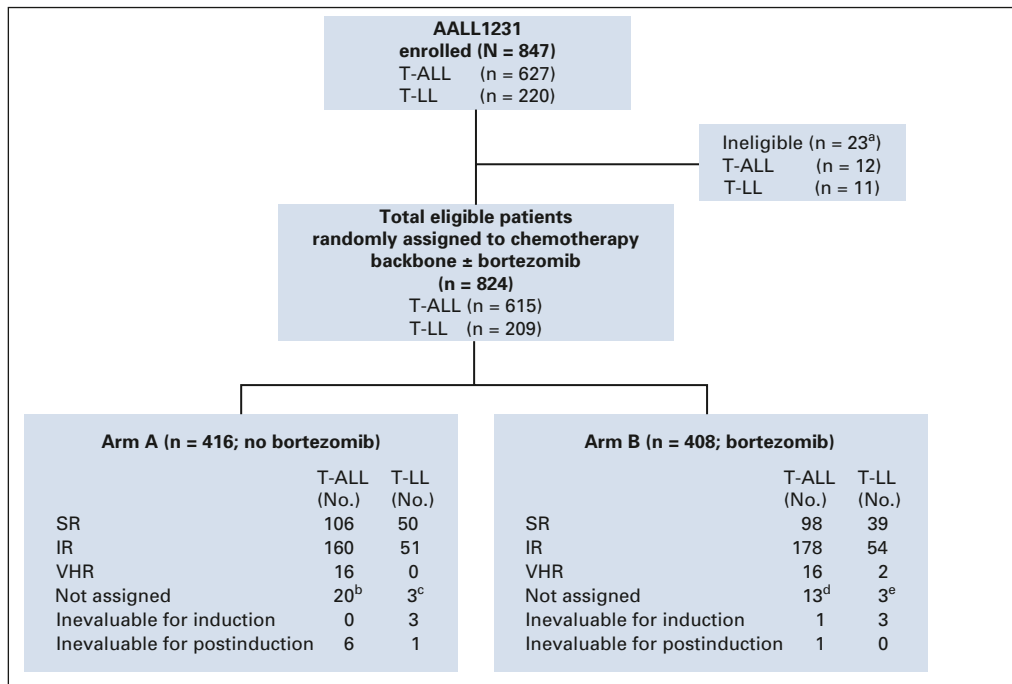 AALL1231
enrolled (N = 847)
T-ALL (n = 627)
T-LL (n = 220)
Ineligible (n = 23a)
T-ALL (n = 12)
T-LL (n = 11)
Total eligible patients
randomly assigned to chemotherapy
backbone ± bortezomib
(n = 824)
T-ALL (n = 615)
T-LL (n = 209)
Arm A (n = 416; no bortezomib)
T-ALL T-LL
(No.) (No.)
SR 106 50
IR 160 51
VHR 16 0
Not assigned 20b 3c
Inevaluable for induction 0 3
Inevaluable for postinduction 6 1
Arm B (n = 408; bortezomib)
T-ALL T-LL
(No.) (No.)
SR 98 39
IR 178 54
VHR 16 2
Not assigned 13d 3e
Inevaluable for induction 1 3
Inevaluable for postinduction 1 0